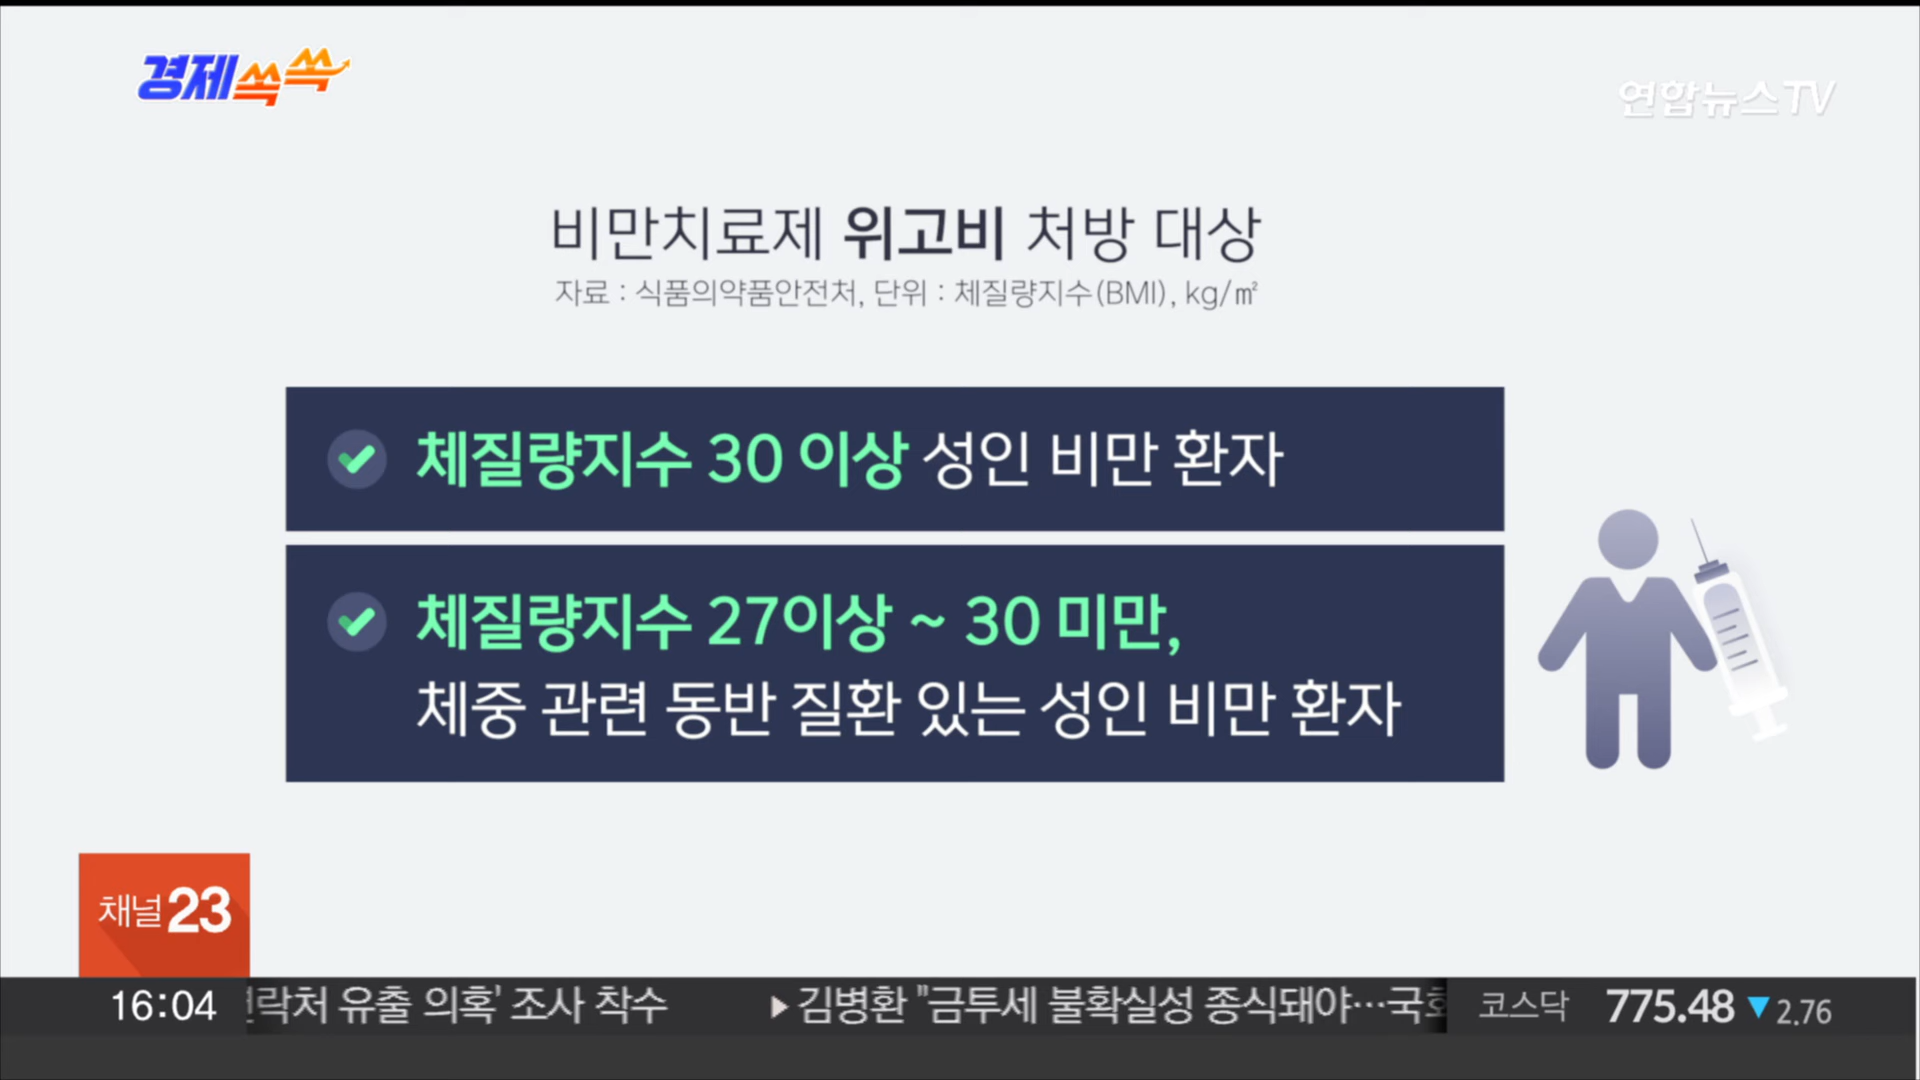 경제쏙쏙
연합뉴스TV
비만치료제 위고비 처방 대상
자료 : 식품의약품안전처, 단위 : 체질량지수(BMI), kg/㎡
체질량지수 30 이상 성인 비만 환자
체질량지수 27이상 ~ 30 미만,
체중 관련 동반 질환 있는 성인 비만 환자
채널 23
16:04 유출 의혹' 조사 착수 ▶김병환 "금투세 불확실성 종식돼야… 코스닥 775.48 ▼2.76